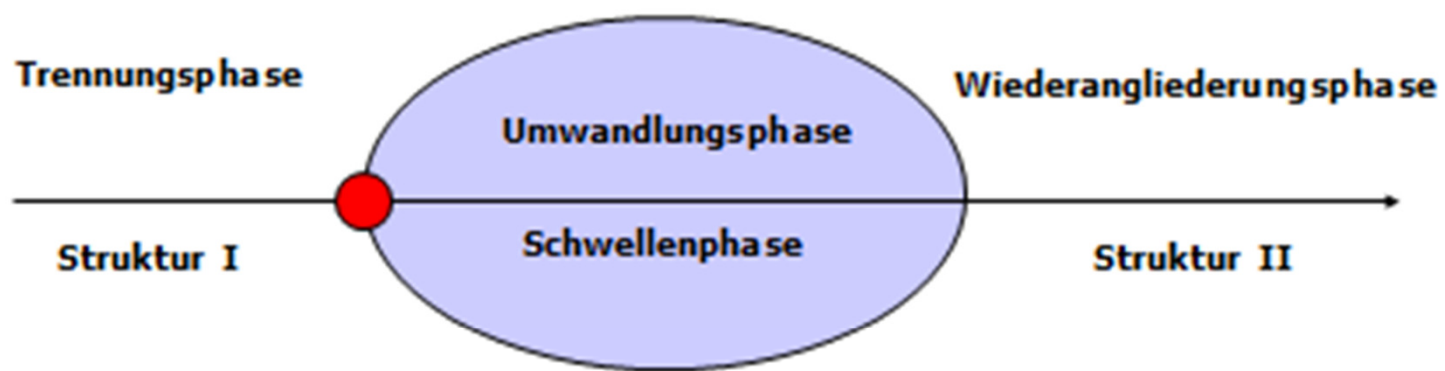 Trennungsphase
Wiederangliederungsphase
Umwandlungsphase
Schwellenphase
Struktur I
Struktur II